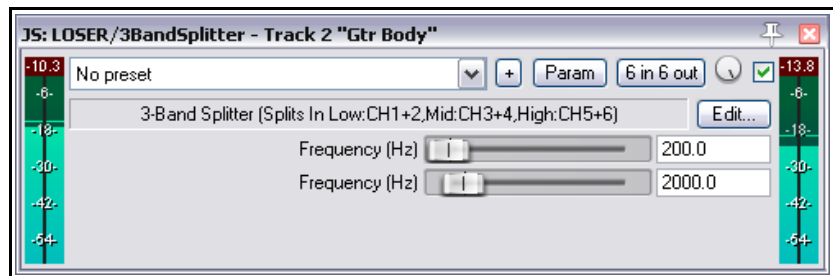 JS: LOSER/3BandSplitter - Track 2 "Gtr Body"
-10.3 No preset + Param 6 in 6 out -13.8
-6- -6-
3-Band Splitter (Splits In Low:CH1+2,Mid:CH3+4,High:CH5+6) Edit...
-18- -18-
Frequency (Hz) 200.0
-30- -30-
Frequency (Hz) 2000.0
-42- -42-
-54- -54-